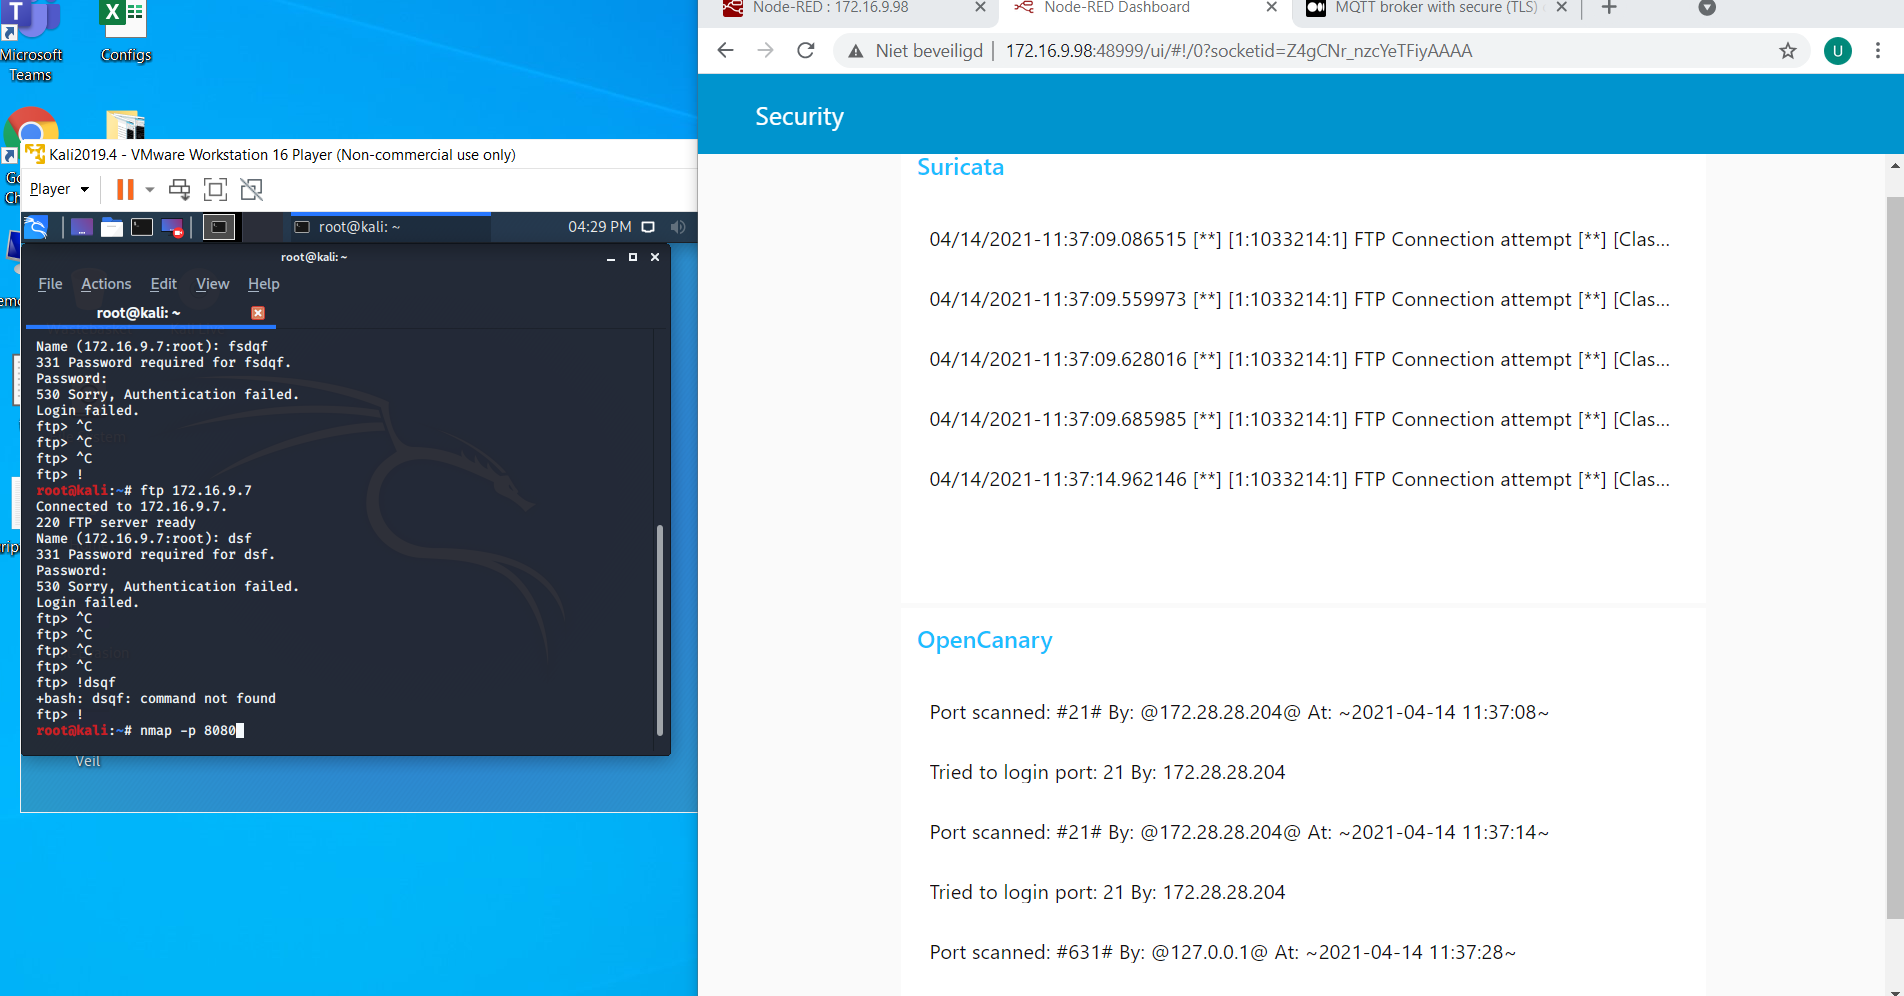 Microsoft
Teams
Configs
Kali2019.4 - VMware Workstation 16 Player (Non-commercial use only)
Player
root@kali: ~
04:29 PM
root@kali: ~
File Actions Edit View Help
root@kali: ~
Name (172.16.9.7:root): fsdqf
331 Password required for fsdqf.
Password:
530 Sorry, Authentication failed.
Login failed.
ftp> ^C
ftp> ^C
ftp> ^C
ftp> !
root@kali:~# ftp 172.16.9.7
Connected to 172.16.9.7.
220 FTP server ready
Name (172.16.9.7:root): dsf
331 Password required for dsf.
Password:
530 Sorry, Authentication failed.
Login failed.
ftp> ^C
ftp> ^C
ftp> ^C
ftp> ^C
ftp> !dsqf
+bash: dsqf: command not found
ftp> !
root@kali:~# nmap -p 8080
Veil
Node-RED : 172.16.9.98
Node-RED Dashboard
MQTT broker with secure (TLS)
Niet beveiligd | 172.16.9.98:48999/ui/#!/0?socketid=Z4gCNr_nzcYeTFiyAAAA
U
Security
Suricata
04/14/2021-11:37:09.086515 [**] [1:1033214:1] FTP Connection attempt [**] [Clas...
04/14/2021-11:37:09.559973 [**] [1:1033214:1] FTP Connection attempt [**] [Clas...
04/14/2021-11:37:09.628016 [**] [1:1033214:1] FTP Connection attempt [**] [Clas...
04/14/2021-11:37:09.685985 [**] [1:1033214:1] FTP Connection attempt [**] [Clas...
04/14/2021-11:37:14.962146 [**] [1:1033214:1] FTP Connection attempt [**] [Clas...
OpenCanary
Port scanned: #21# By: @172.28.28.204@ At: ~2021-04-14 11:37:08~
Tried to login port: 21 By: 172.28.28.204
Port scanned: #21# By: @172.28.28.204@ At: ~2021-04-14 11:37:14~
Tried to login port: 21 By: 172.28.28.204
Port scanned: #631# By: @127.0.0.1@ At: ~2021-04-14 11:37:28~